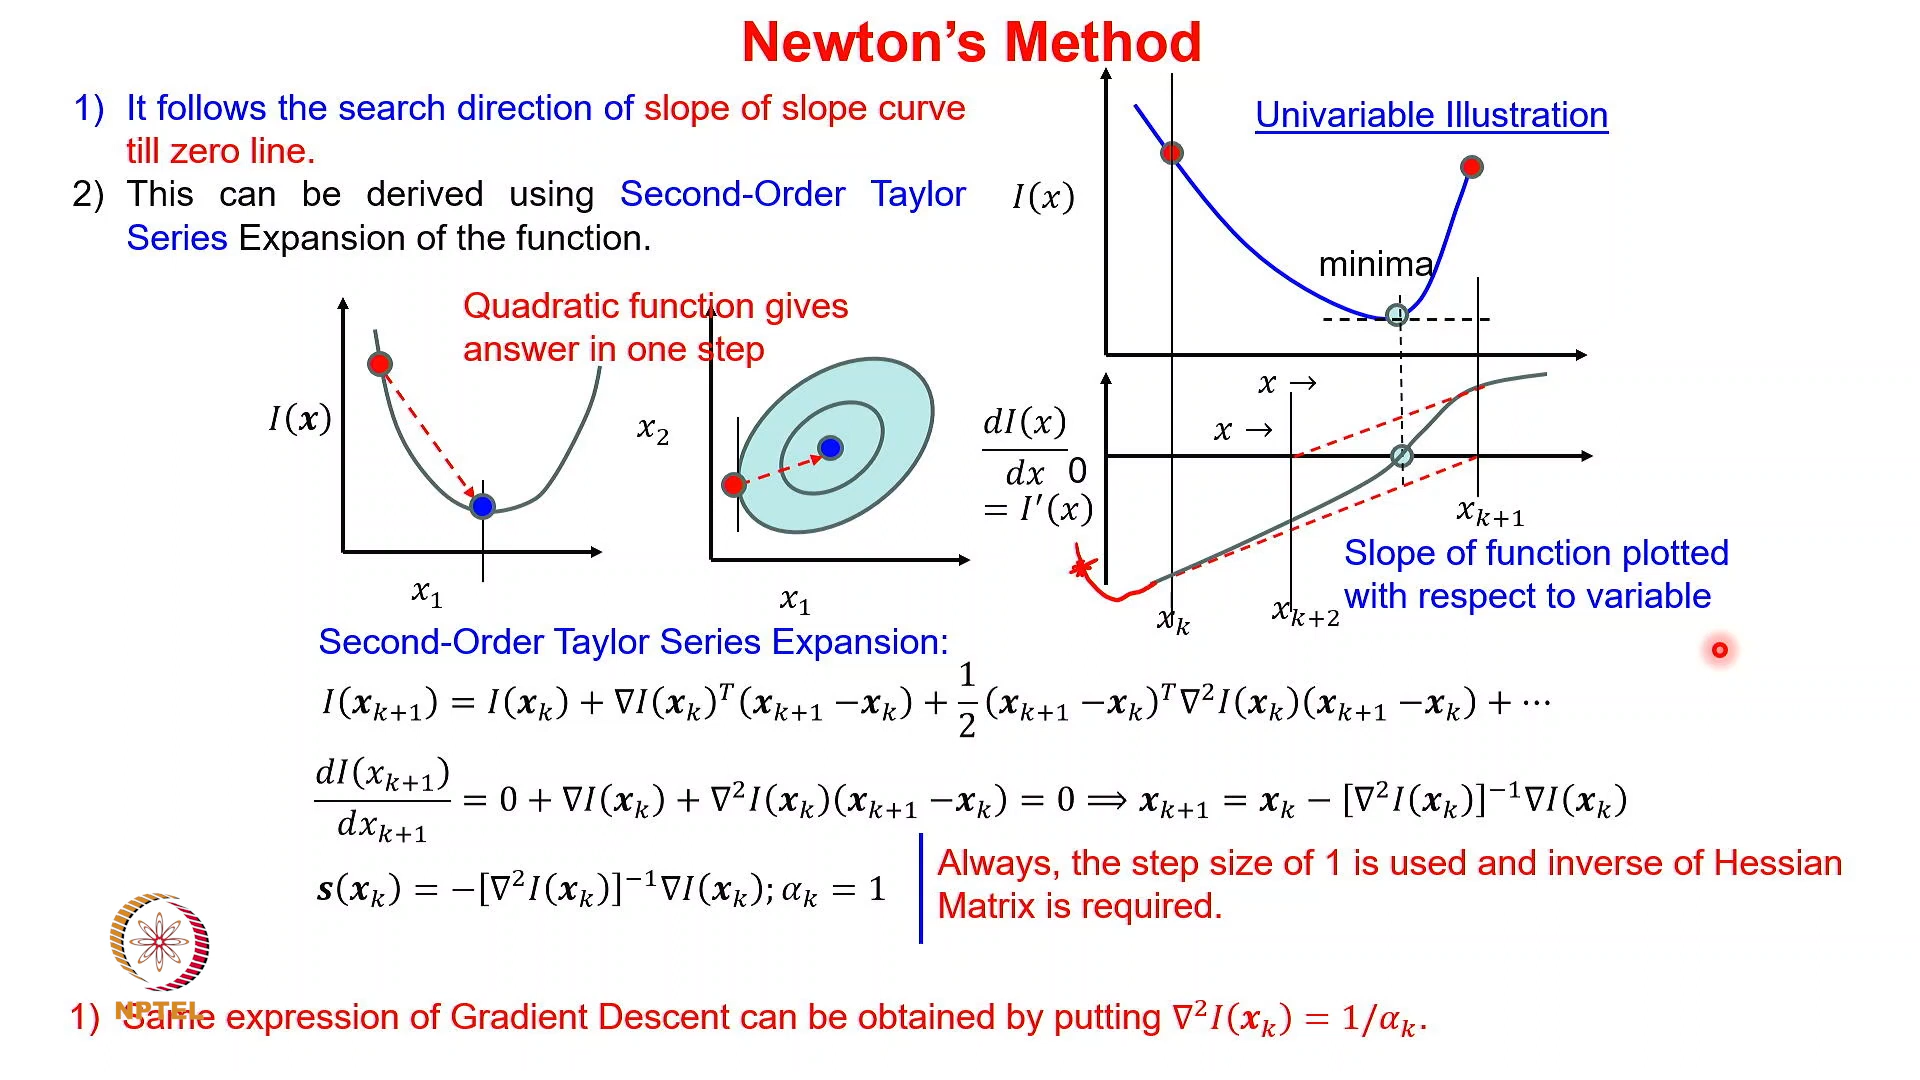 Newton's Method
1) It follows the search direction of slope of slope curve
till zero line.
2) This can be derived using Second-Order Taylor
Series Expansion of the function.
Quadratic function gives
answer in one step
I(𝒙)
x₁
x₂
x₁
Univariable Illustration
I(x)
minima
x →
x →
dI(x)
dx
0
= I′(x)
xₖ₊₁
xₖ
xₖ₊₂
Slope of function plotted
with respect to variable
Second-Order Taylor Series Expansion:
I(𝒙ₖ₊₁) = I(𝒙ₖ) + ∇I(𝒙ₖ)ᵀ(𝒙ₖ₊₁ −𝒙ₖ) + 1/2 (𝒙ₖ₊₁ −𝒙ₖ)ᵀ∇²I(𝒙ₖ)(𝒙ₖ₊₁ −𝒙ₖ) + ⋯
dI(xₖ₊₁)/dxₖ₊₁ = 0 + ∇I(𝒙ₖ) + ∇²I(𝒙ₖ)(𝒙ₖ₊₁ −𝒙ₖ) = 0 ⟹ 𝒙ₖ₊₁ = 𝒙ₖ − [∇²I(𝒙ₖ)]⁻¹∇I(𝒙ₖ)
𝒔(𝒙ₖ) = −[∇²I(𝒙ₖ)]⁻¹∇I(𝒙ₖ); αₖ = 1
Always, the step size of 1 is used and inverse of Hessian
Matrix is required.
NPTEL
1) Same expression of Gradient Descent can be obtained by putting ∇²I(𝒙ₖ) = 1/αₖ.